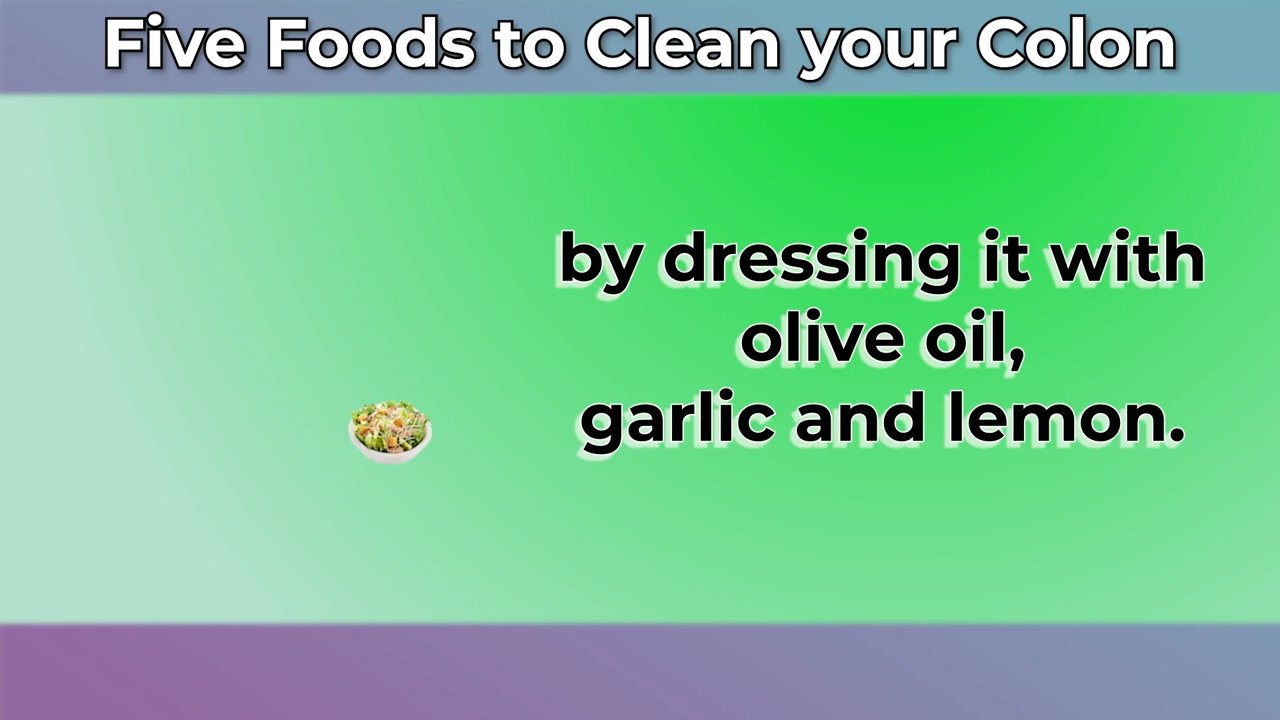 Five Foods to Clean your Colon
by dressing it with
olive oil,
garlic and lemon.